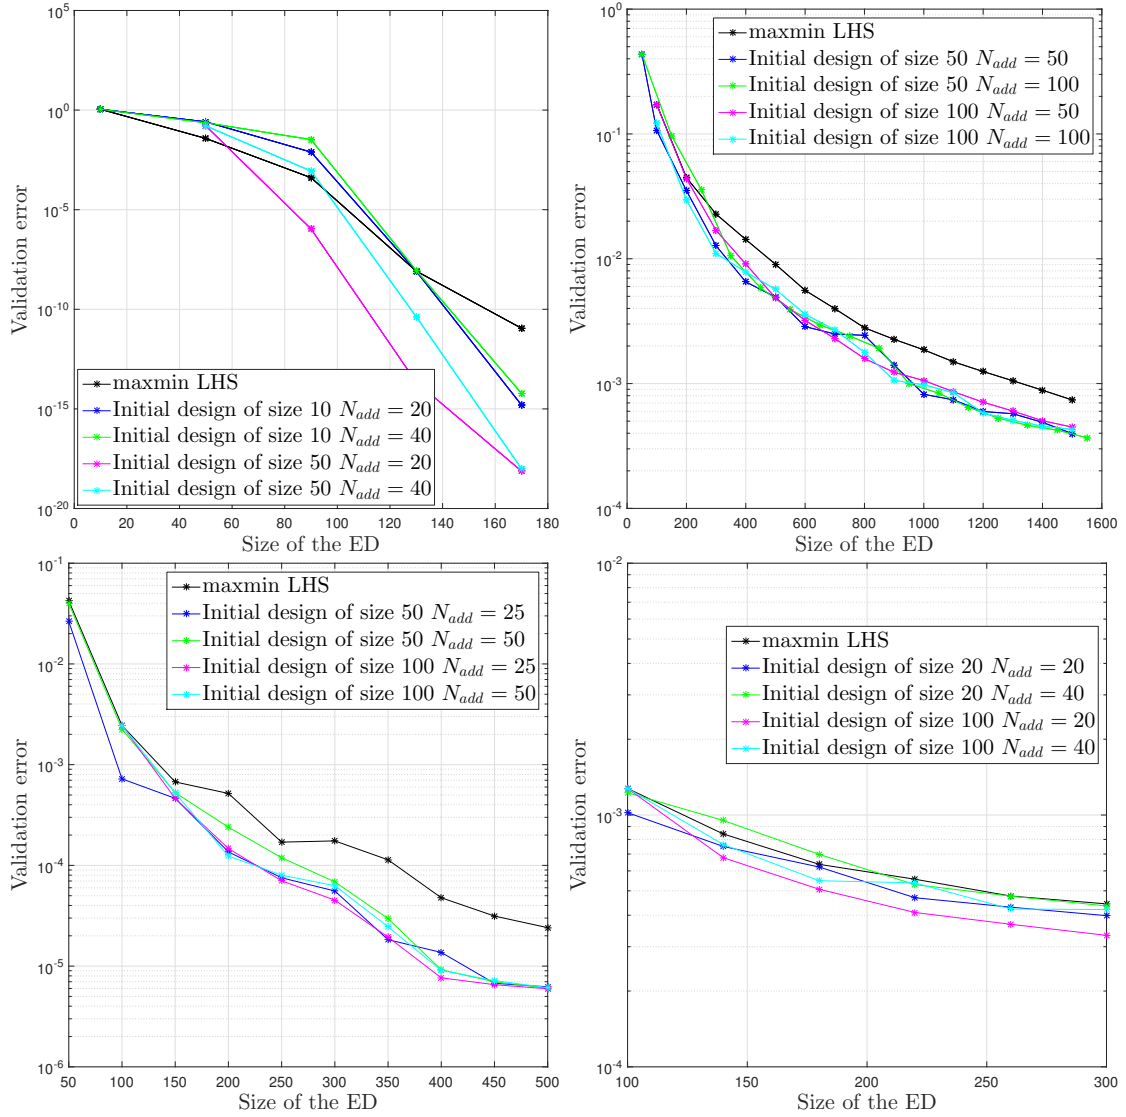 10^5
10^0
10^-5
10^-10
10^-15
10^-20
Validation error
maxmin LHS
Initial design of size 10 N_add = 20
Initial design of size 10 N_add = 40
Initial design of size 50 N_add = 20
Initial design of size 50 N_add = 40
0 20 40 60 80 100 120 140 160 180
Size of the ED
10^0
10^-1
10^-2
10^-3
10^-4
Validation error
maxmin LHS
Initial design of size 50 N_add = 50
Initial design of size 50 N_add = 100
Initial design of size 100 N_add = 50
Initial design of size 100 N_add = 100
0 200 400 600 800 1000 1200 1400 1600
Size of the ED
10^-1
10^-2
10^-3
10^-4
10^-5
10^-6
Validation error
maxmin LHS
Initial design of size 50 N_add = 25
Initial design of size 50 N_add = 50
Initial design of size 100 N_add = 25
Initial design of size 100 N_add = 50
50 100 150 200 250 300 350 400 450 500
Size of the ED
10^-2
10^-3
10^-4
Validation error
maxmin LHS
Initial design of size 20 N_add = 20
Initial design of size 20 N_add = 40
Initial design of size 100 N_add = 20
Initial design of size 100 N_add = 40
100 150 200 250 300
Size of the ED